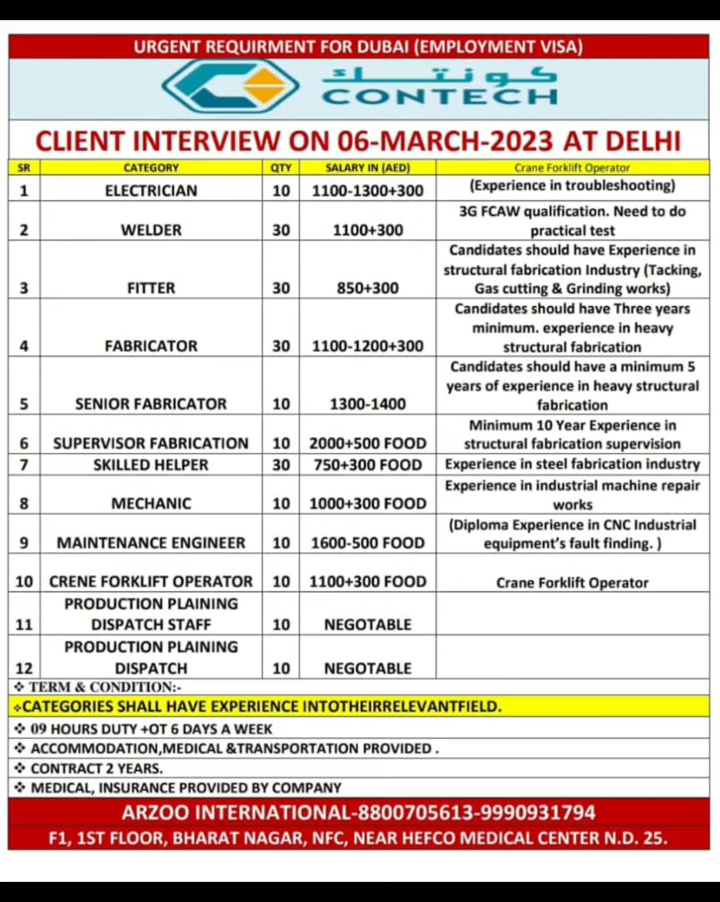 URGENT REQUIRMENT FOR DUBAI (EMPLOYMENT VISA)
كونتك
CONTECH
CLIENT INTERVIEW ON 06-MARCH-2023 AT DELHI
SR CATEGORY QTY SALARY IN (AED) Crane Forklift Operator
1 ELECTRICIAN 10 1100-1300+300 (Experience in troubleshooting)
2 WELDER 30 1100+300 3G FCAW qualification. Need to do
practical test
3 FITTER 30 850+300 Candidates should have Experience in
structural fabrication Industry (Tacking,
Gas cutting & Grinding works)
4 FABRICATOR 30 1100-1200+300 Candidates should have Three years
minimum. experience in heavy
structural fabrication
5 SENIOR FABRICATOR 10 1300-1400 Candidates should have a minimum 5
years of experience in heavy structural
fabrication
6 SUPERVISOR FABRICATION 10 2000+500 FOOD Minimum 10 Year Experience in
structural fabrication supervision
7 SKILLED HELPER 30 750+300 FOOD Experience in steel fabrication industry
8 MECHANIC 10 1000+300 FOOD Experience in industrial machine repair
works
9 MAINTENANCE ENGINEER 10 1600-500 FOOD (Diploma Experience in CNC Industrial
equipment's fault finding. )
10 CRENE FORKLIFT OPERATOR 10 1100+300 FOOD Crane Forklift Operator
PRODUCTION PLAINING
11 DISPATCH STAFF 10 NEGOTABLE
PRODUCTION PLAINING
12 DISPATCH 10 NEGOTABLE
❖ TERM & CONDITION:-
❖CATEGORIES SHALL HAVE EXPERIENCE INTOTHEIRRELEVANTFIELD.
❖ 09 HOURS DUTY +OT 6 DAYS A WEEK
❖ ACCOMMODATION,MEDICAL &TRANSPORTATION PROVIDED .
❖ CONTRACT 2 YEARS.
❖ MEDICAL, INSURANCE PROVIDED BY COMPANY
ARZOO INTERNATIONAL-8800705613-9990931794
F1, 1ST FLOOR, BHARAT NAGAR, NFC, NEAR HEFCO MEDICAL CENTER N.D. 25.